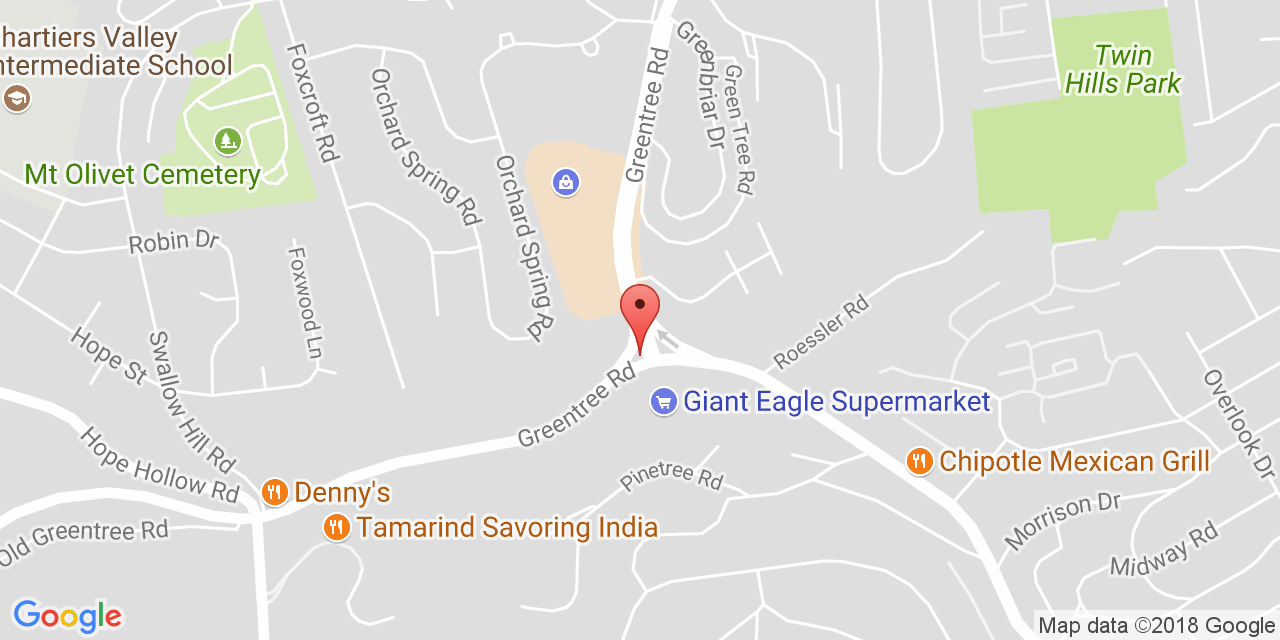 hartiers Valley
ntermediate School
Mt Olivet Cemetery
Foxcroft Rd
Orchard Spring Rd
Orchard Spring Rd
Greentree Rd
Greenbriar Dr
Green Tree Rd
Twin
Hills Park
Robin Dr
Foxwood Ln
Hope St
Swallow Hill Rd
Roessler Rd
Greentree Rd
Giant Eagle Supermarket
Overlook Dr
Hope Hollow Rd
Denny's
Pinetree Rd
Chipotle Mexican Grill
Old Greentree Rd
Tamarind Savoring India
Morrison Dr
Midway Rd
Google
Map data ©2018 Google